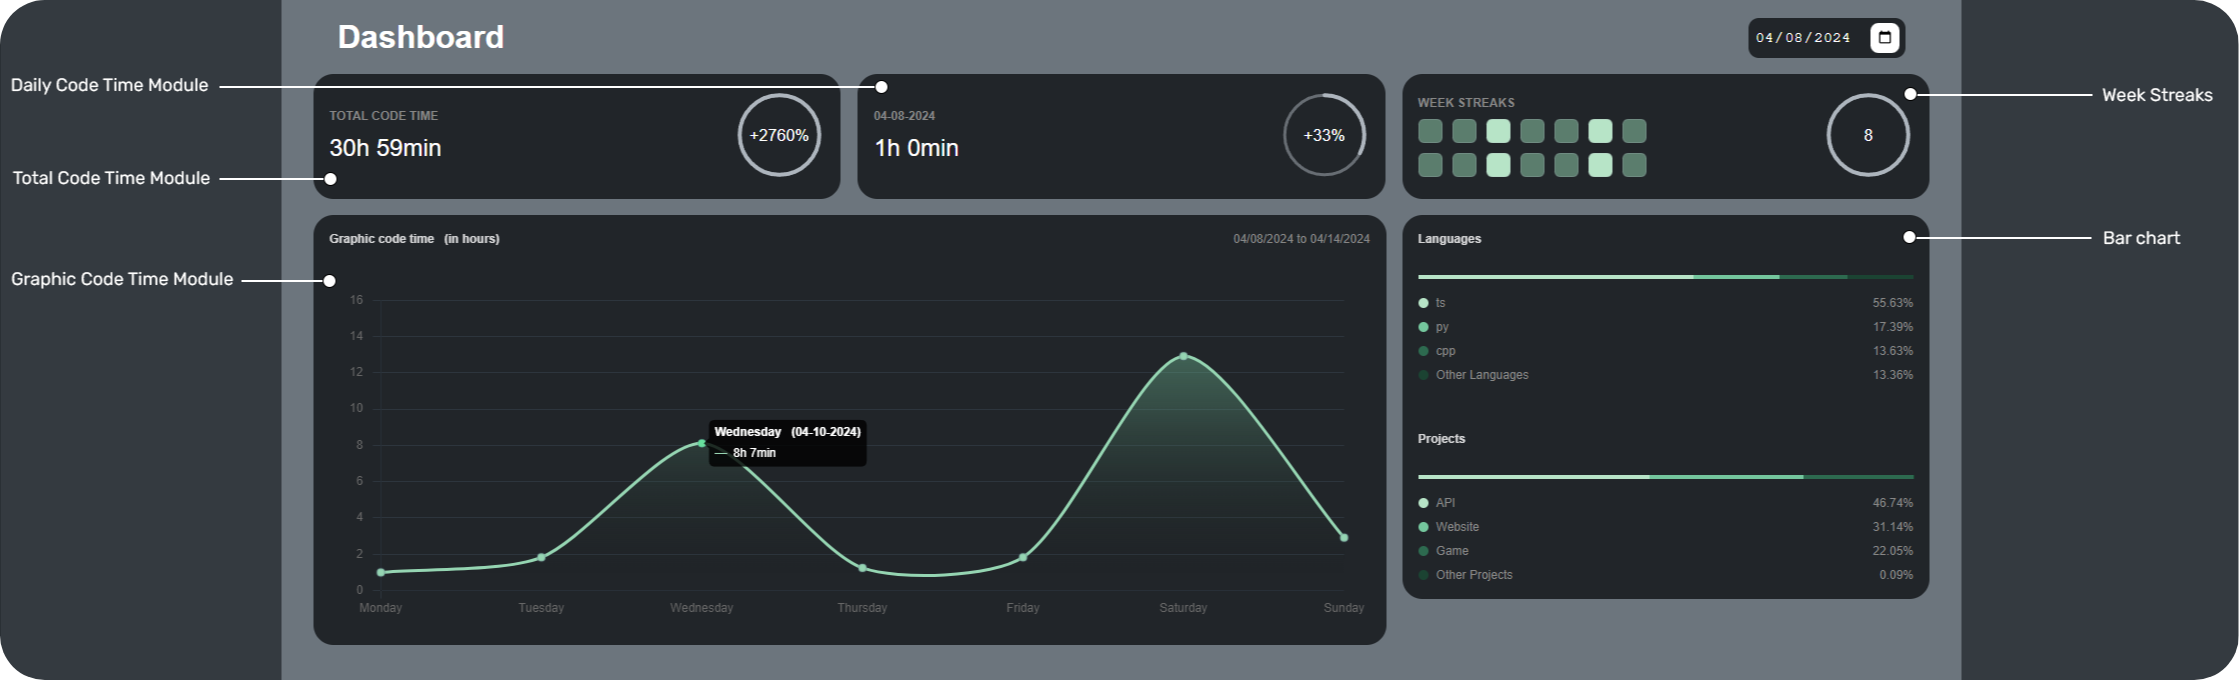 Dashboard
04/08/2024
Daily Code Time Module
Total Code Time Module
Graphic Code Time Module
Week Streaks
Bar chart
TOTAL CODE TIME
30h 59min
+2760%
04-08-2024
1h 0min
+33%
WEEK STREAKS
8
Graphic code time (in hours)
04/08/2024 to 04/14/2024
16
14
12
10
8
6
4
2
0
Wednesday (04-10-2024)
— 8h 7min
Monday Tuesday Wednesday Thursday Friday Saturday Sunday
Languages
ts 55.63%
py 17.39%
cpp 13.63%
Other Languages 13.36%
Projects
API 46.74%
Website 31.14%
Game 22.05%
Other Projects 0.09%